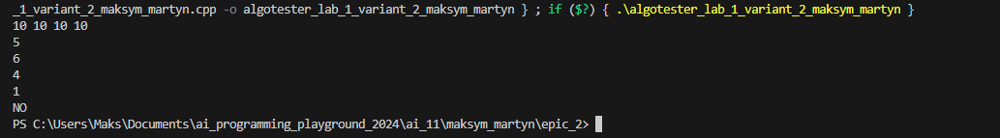 _1_variant_2_maksym_martyn.cpp -o algotester_lab_1_variant_2_maksym_martyn } ; if ($?) { .\algotester_lab_1_variant_2_maksym_martyn }
10 10 10 10
5
6
4
1
NO
PS C:\Users\Maks\Documents\ai_programming_playground_2024\ai_11\maksym_martyn\epic_2>